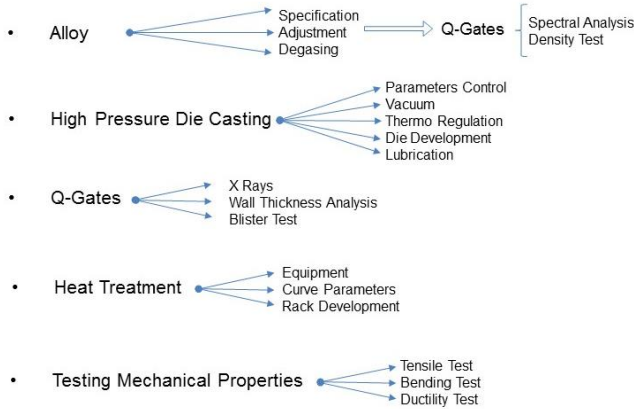 • Alloy
Specification
Adjustment
Degasing
Q-Gates
Spectral Analysis
Density Test
• High Pressure Die Casting
Parameters Control
Vacuum
Thermo Regulation
Die Development
Lubrication
• Q-Gates
X Rays
Wall Thickness Analysis
Blister Test
• Heat Treatment
Equipment
Curve Parameters
Rack Development
• Testing Mechanical Properties
Tensile Test
Bending Test
Ductility Test